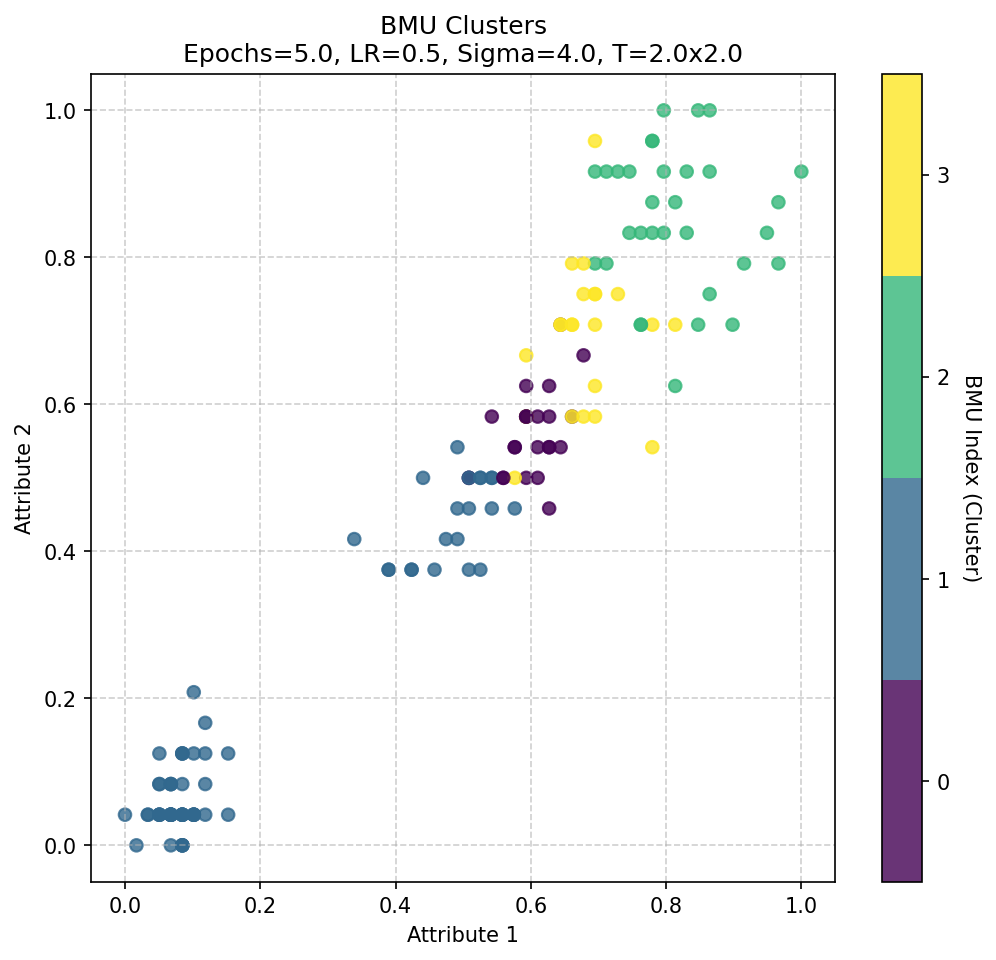 BMU Clusters
Epochs=5.0, LR=0.5, Sigma=4.0, T=2.0x2.0
1.0
0.8
0.6
0.4
0.2
0.0
Attribute 2
0.0 0.2 0.4 0.6 0.8 1.0
Attribute 1
3
2
1
0
BMU Index (Cluster)